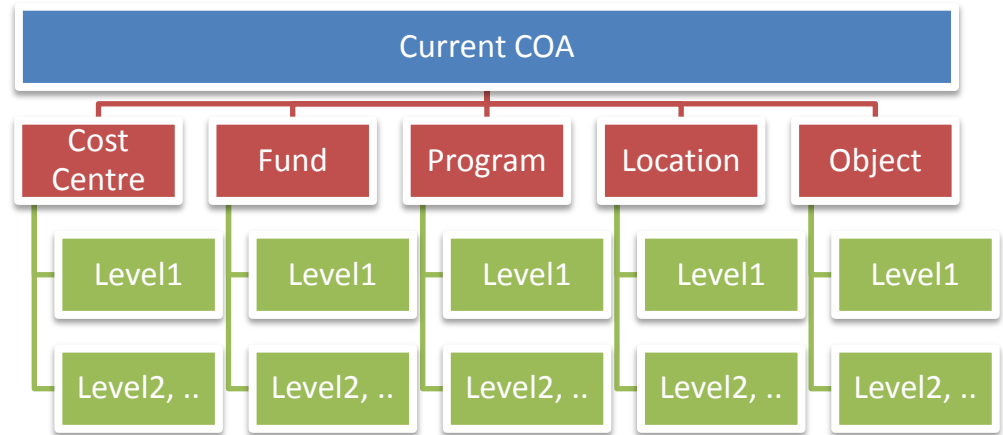 Current COA
Cost
Centre
Fund
Program
Location
Object
Level1
Level1
Level1
Level1
Level1
Level2, ..
Level2, ..
Level2, ..
Level2, ..
Level2, ..